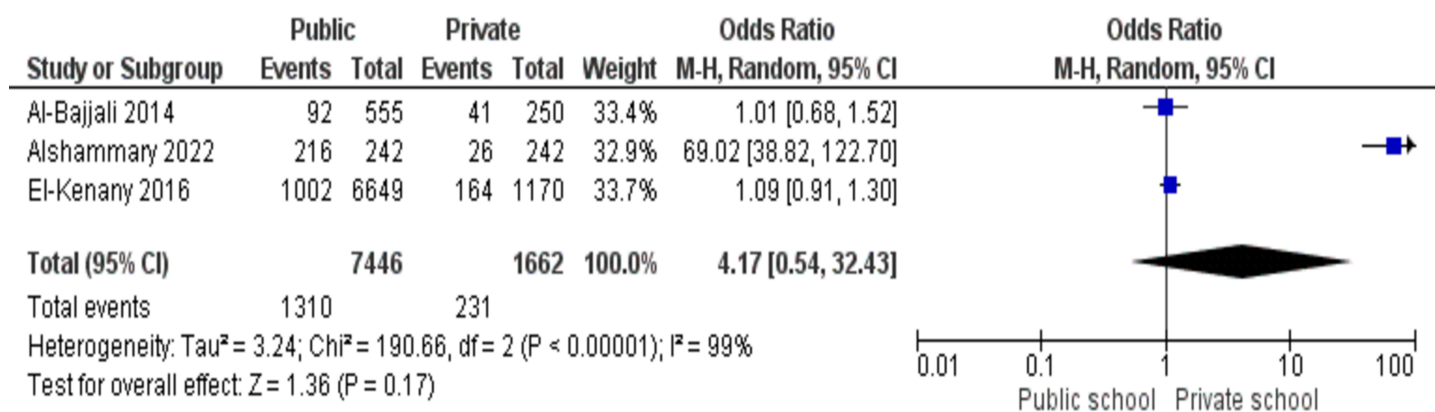 Public Private Odds Ratio Odds Ratio
Study or Subgroup Events Total Events Total Weight M-H, Random, 95% CI M-H, Random, 95% CI
Al-Bajjali 2014 92 555 41 250 33.4% 1.01 [0.68, 1.52]
Alshammary 2022 216 242 26 242 32.9% 69.02 [38.82, 122.70]
El-Kenany 2016 1002 6649 164 1170 33.7% 1.09 [0.91, 1.30]
Total (95% CI) 7446 1662 100.0% 4.17 [0.54, 32.43]
Total events 1310 231
Heterogeneity: Tau² = 3.24; Chi² = 190.66, df = 2 (P < 0.00001); I² = 99%
Test for overall effect: Z = 1.36 (P = 0.17)
0.01 0.1 1 10 100
Public school Private school